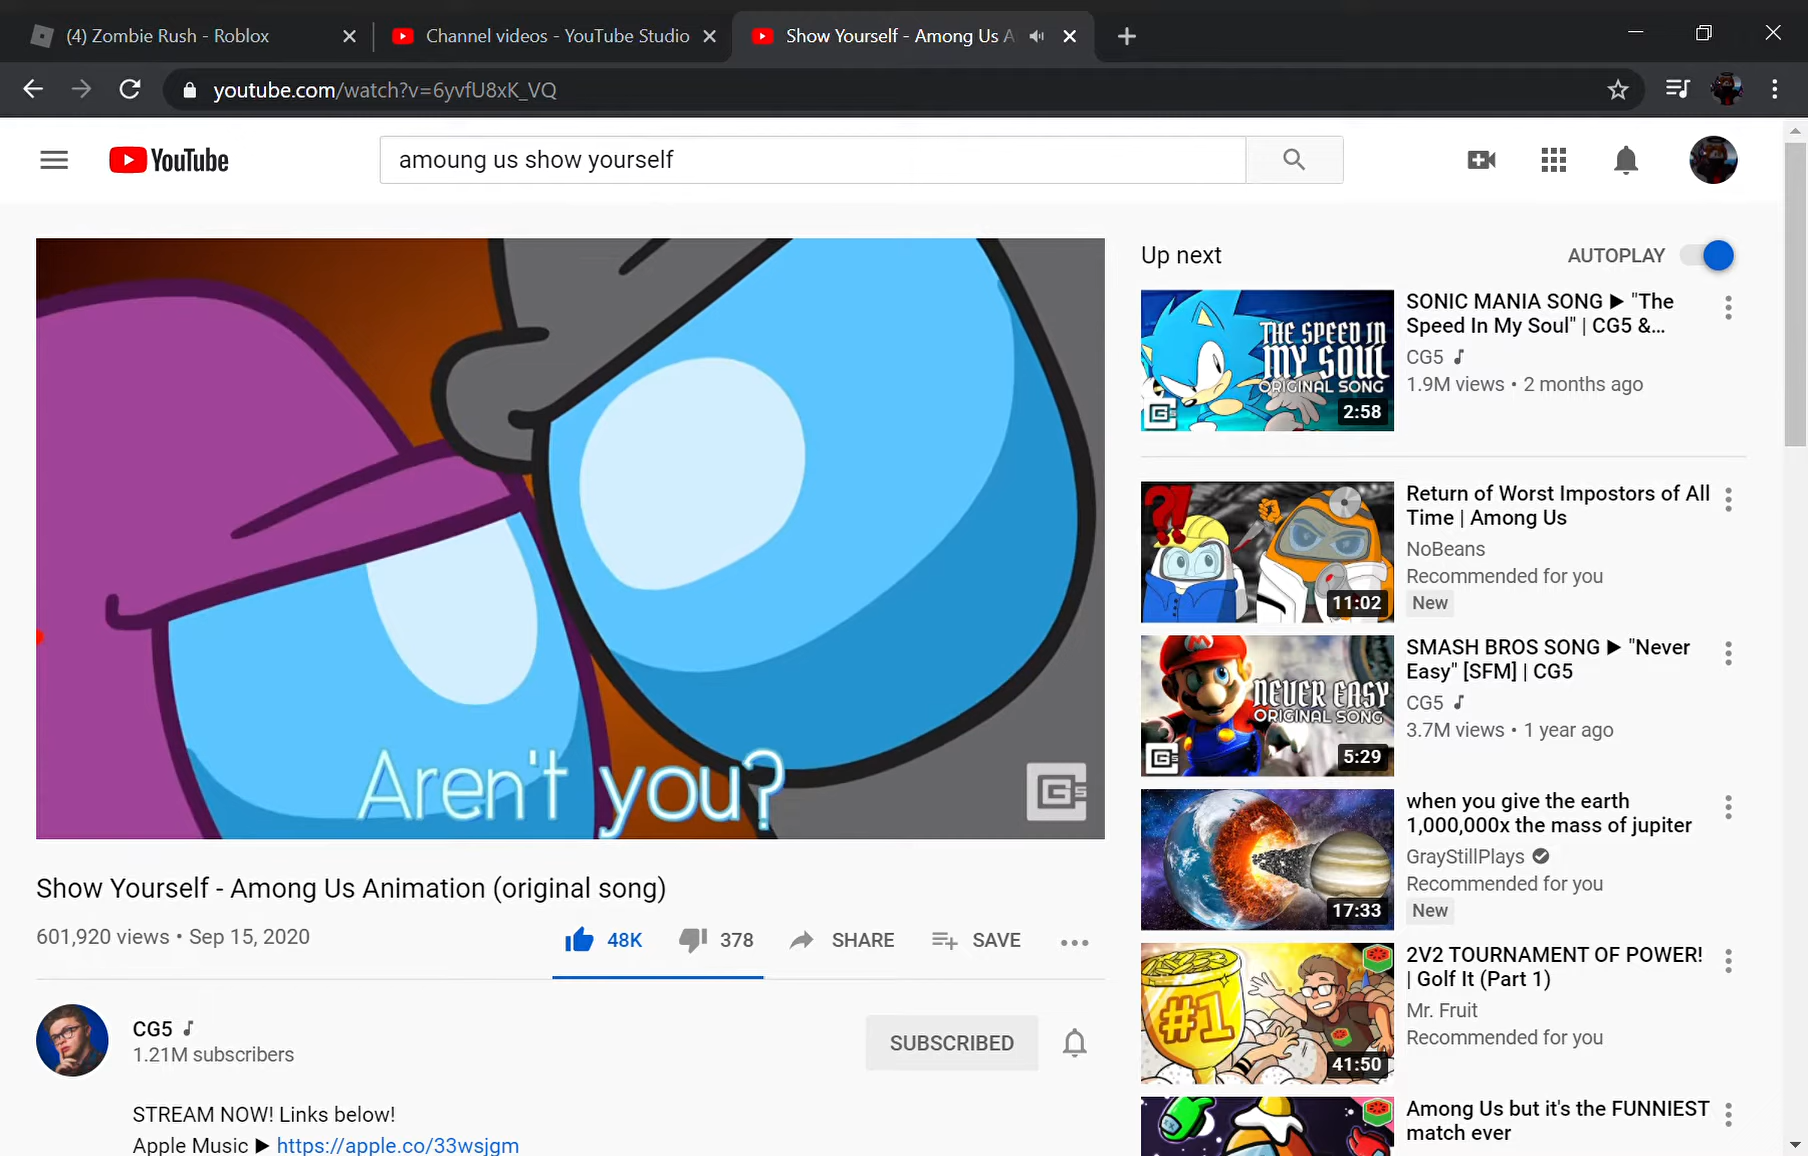 (4) Zombie Rush - Roblox
Channel videos - YouTube Studio
Show Yourself - Among Us A
youtube.com/watch?v=6yvfU8xK_VQ
YouTube
amoung us show yourself
Aren't you?
Show Yourself - Among Us Animation (original song)
601,920 views • Sep 15, 2020
48K
378
SHARE
SAVE
CG5
1.21M subscribers
SUBSCRIBED
STREAM NOW! Links below!
Apple Music ▶ https://apple.co/33wsjgm
Up next
AUTOPLAY
THE SPEED IN
MY SOUL
ORIGINAL SONG
2:58
SONIC MANIA SONG ▶ "The
Speed In My Soul" | CG5 &...
CG5
1.9M views • 2 months ago
?!
11:02
Return of Worst Impostors of All
Time | Among Us
NoBeans
Recommended for you
New
NEVER EASY
ORIGINAL SONG
5:29
SMASH BROS SONG ▶ "Never
Easy" [SFM] | CG5
CG5
3.7M views • 1 year ago
17:33
when you give the earth
1,000,000x the mass of jupiter
GrayStillPlays
Recommended for you
New
#1
41:50
2V2 TOURNAMENT OF POWER!
| Golf It (Part 1)
Mr. Fruit
Recommended for you
Among Us but it's the FUNNIEST
match ever